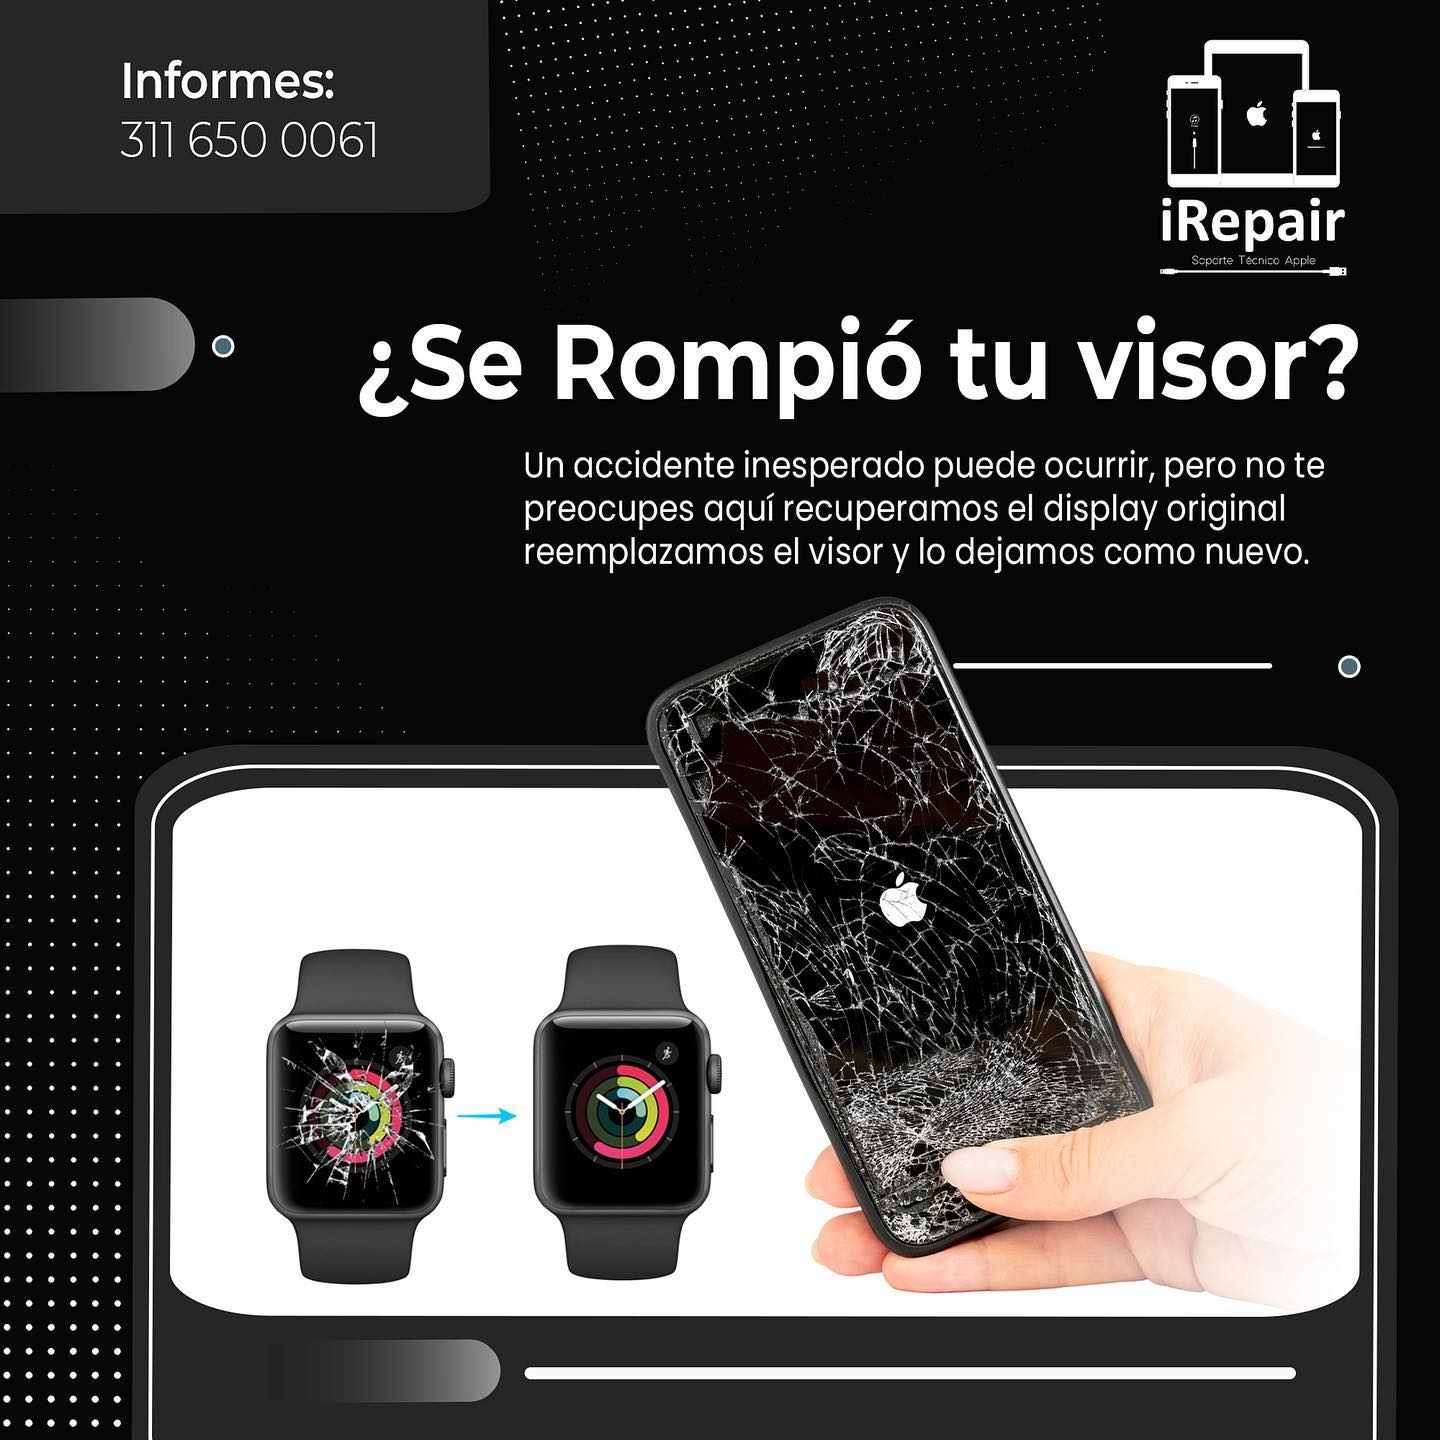 Informes:
311 650 0061
iRepair
Soporte Técnico Apple
¿Se Rompió tu visor?
Un accidente inesperado puede ocurrir, pero no te
preocupes aquí recuperamos el display original
reemplazamos el visor y lo dejamos como nuevo.